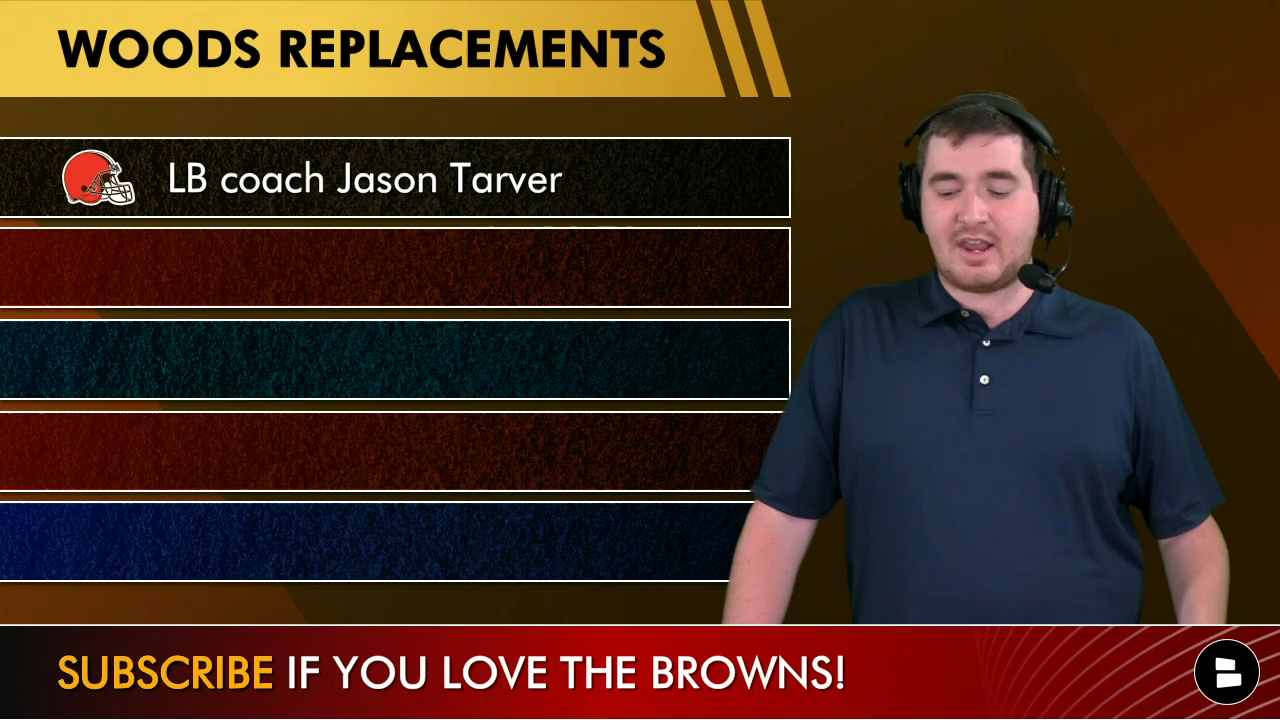 WOODS REPLACEMENTS
LB coach Jason Tarver
SUBSCRIBE IF YOU LOVE THE BROWNS!